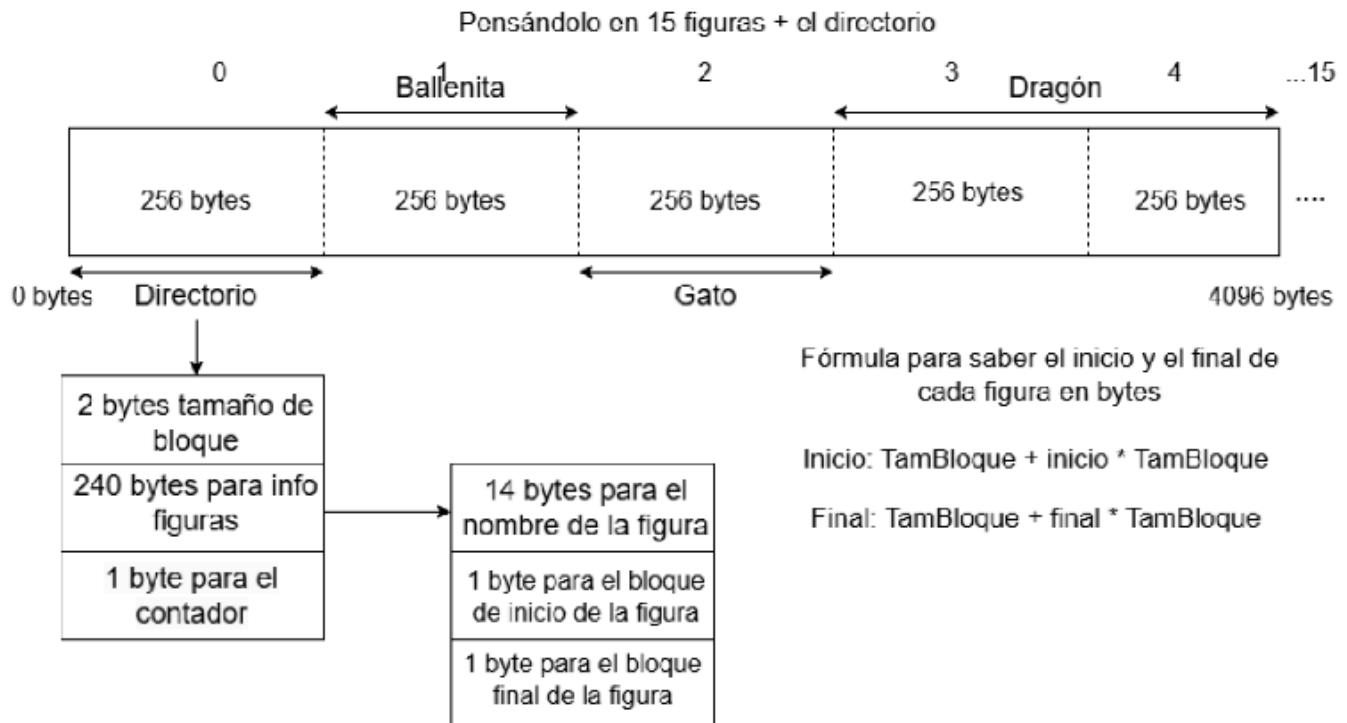 Pensándolo en 15 figuras + el directorio
0 1 2 3 4 ...15
Ballenita Dragón
256 bytes 256 bytes 256 bytes 256 bytes 256 bytes ....
0 bytes Directorio Gato 4096 bytes
2 bytes tamaño de
bloque
240 bytes para info
figuras
1 byte para el
contador
14 bytes para el
nombre de la figura
1 byte para el bloque
de inicio de la figura
1 byte para el bloque
final de la figura
Fórmula para saber el inicio y el final de
cada figura en bytes
Inicio: TamBloque + inicio * TamBloque
Final: TamBloque + final * TamBloque